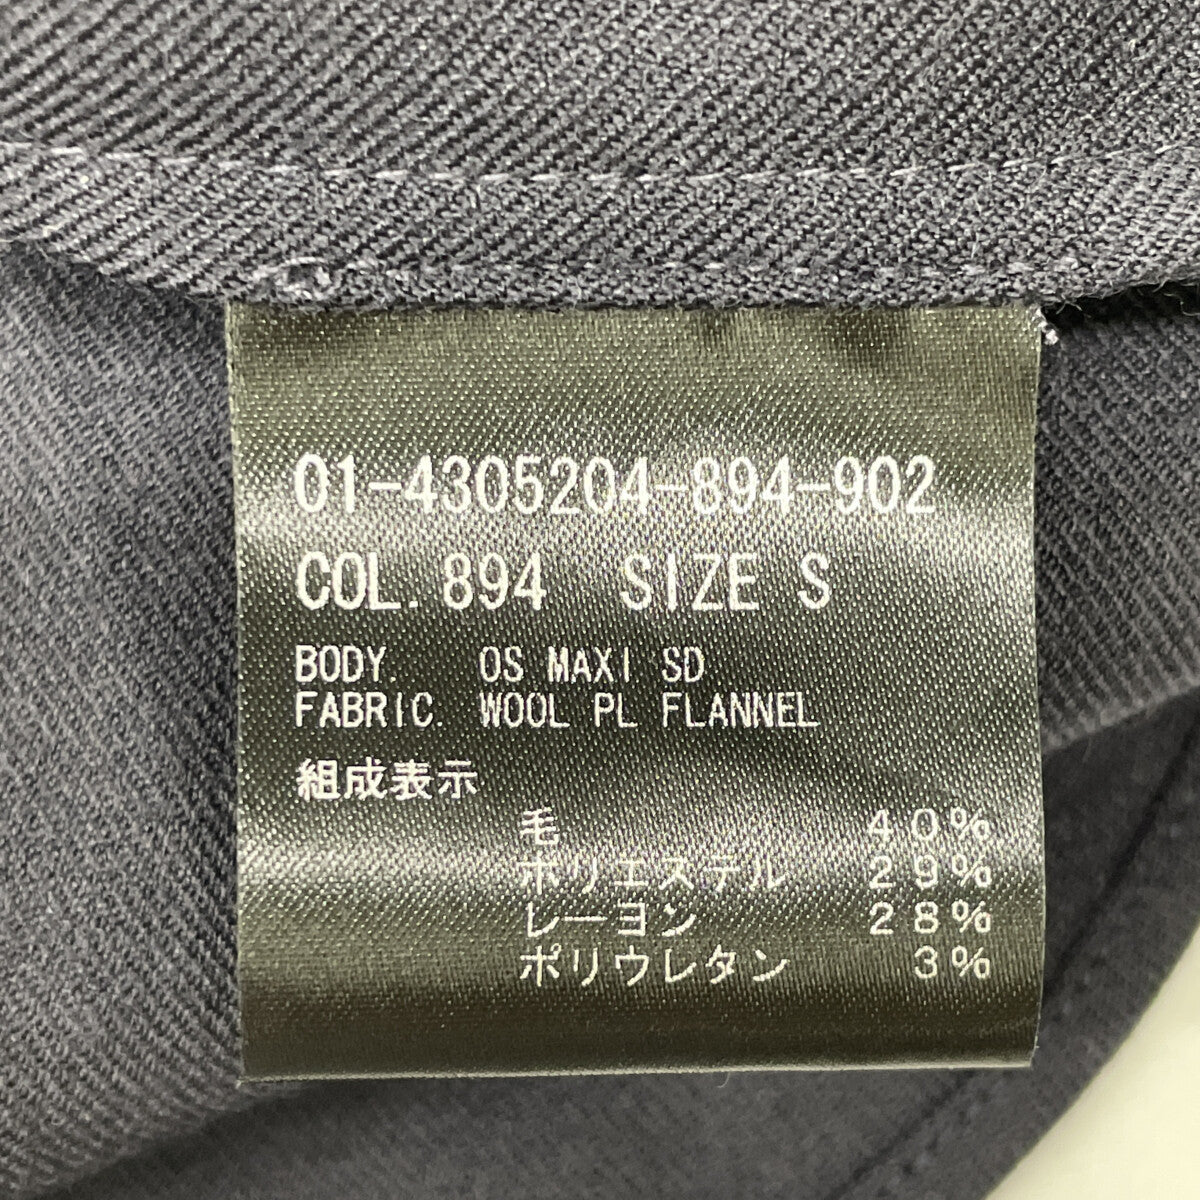 01-4305204-894-902
COL. 894 SIZE S
BODY. OS MAXI SD
FABRIC. WOOL PL FLANNEL
組成表示
毛 40%
ポリエステル 29%
レーヨン 28%
ポリウレタン 3%